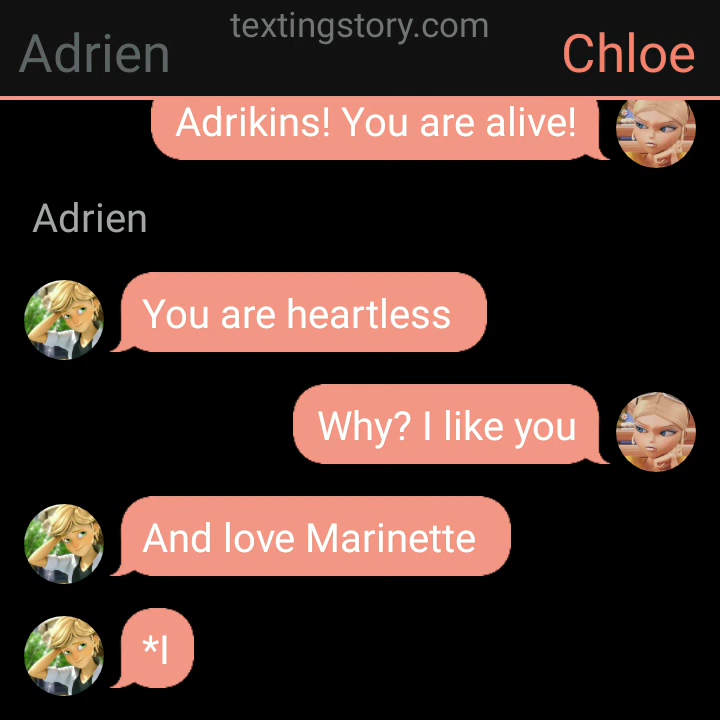 textingstory.com
Adrien
Chloe
Adrikins! You are alive!
Adrien
You are heartless
Why? I like you
And love Marinette
*I